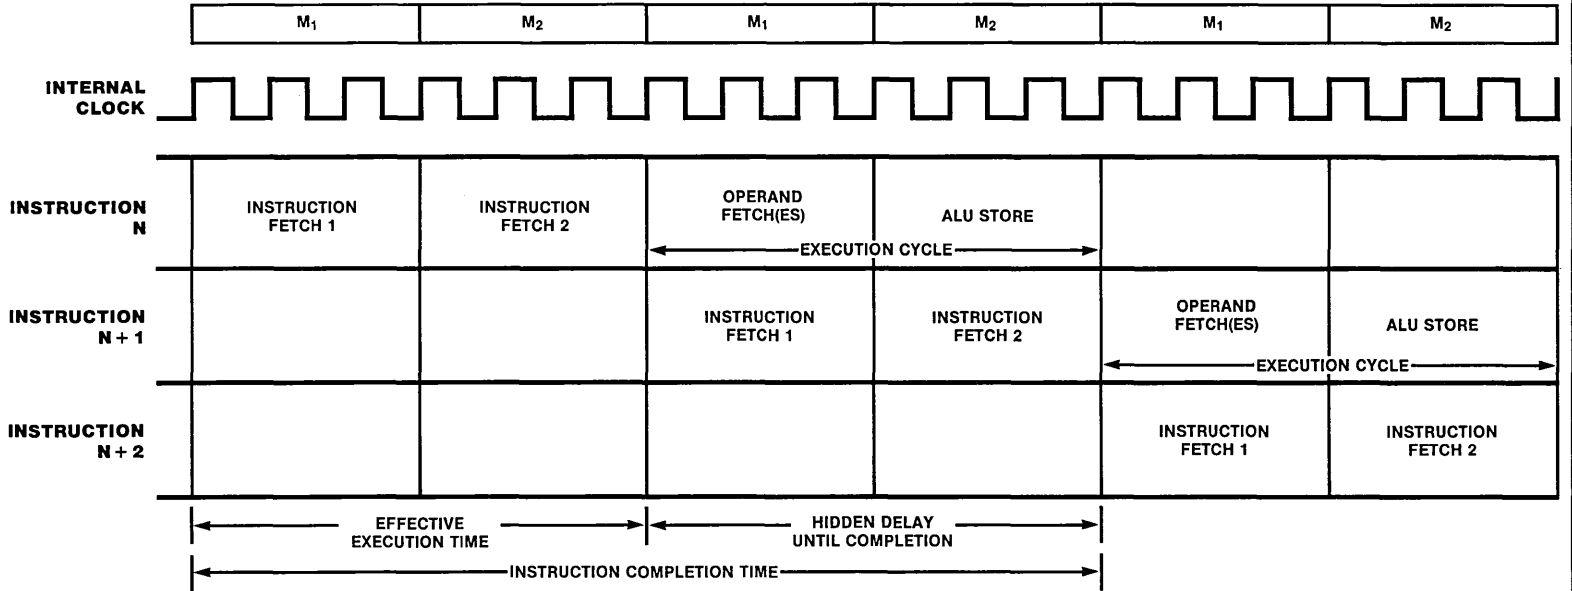 M₁ M₂ M₁ M₂ M₁ M₂
INTERNAL
CLOCK
INSTRUCTION
N
INSTRUCTION
FETCH 1
INSTRUCTION
FETCH 2
OPERAND
FETCH(ES)
ALU STORE
EXECUTION CYCLE
INSTRUCTION
N + 1
INSTRUCTION
FETCH 1
INSTRUCTION
FETCH 2
OPERAND
FETCH(ES)
ALU STORE
EXECUTION CYCLE
INSTRUCTION
N + 2
INSTRUCTION
FETCH 1
INSTRUCTION
FETCH 2
EFFECTIVE
EXECUTION TIME
HIDDEN DELAY
UNTIL COMPLETION
INSTRUCTION COMPLETION TIME